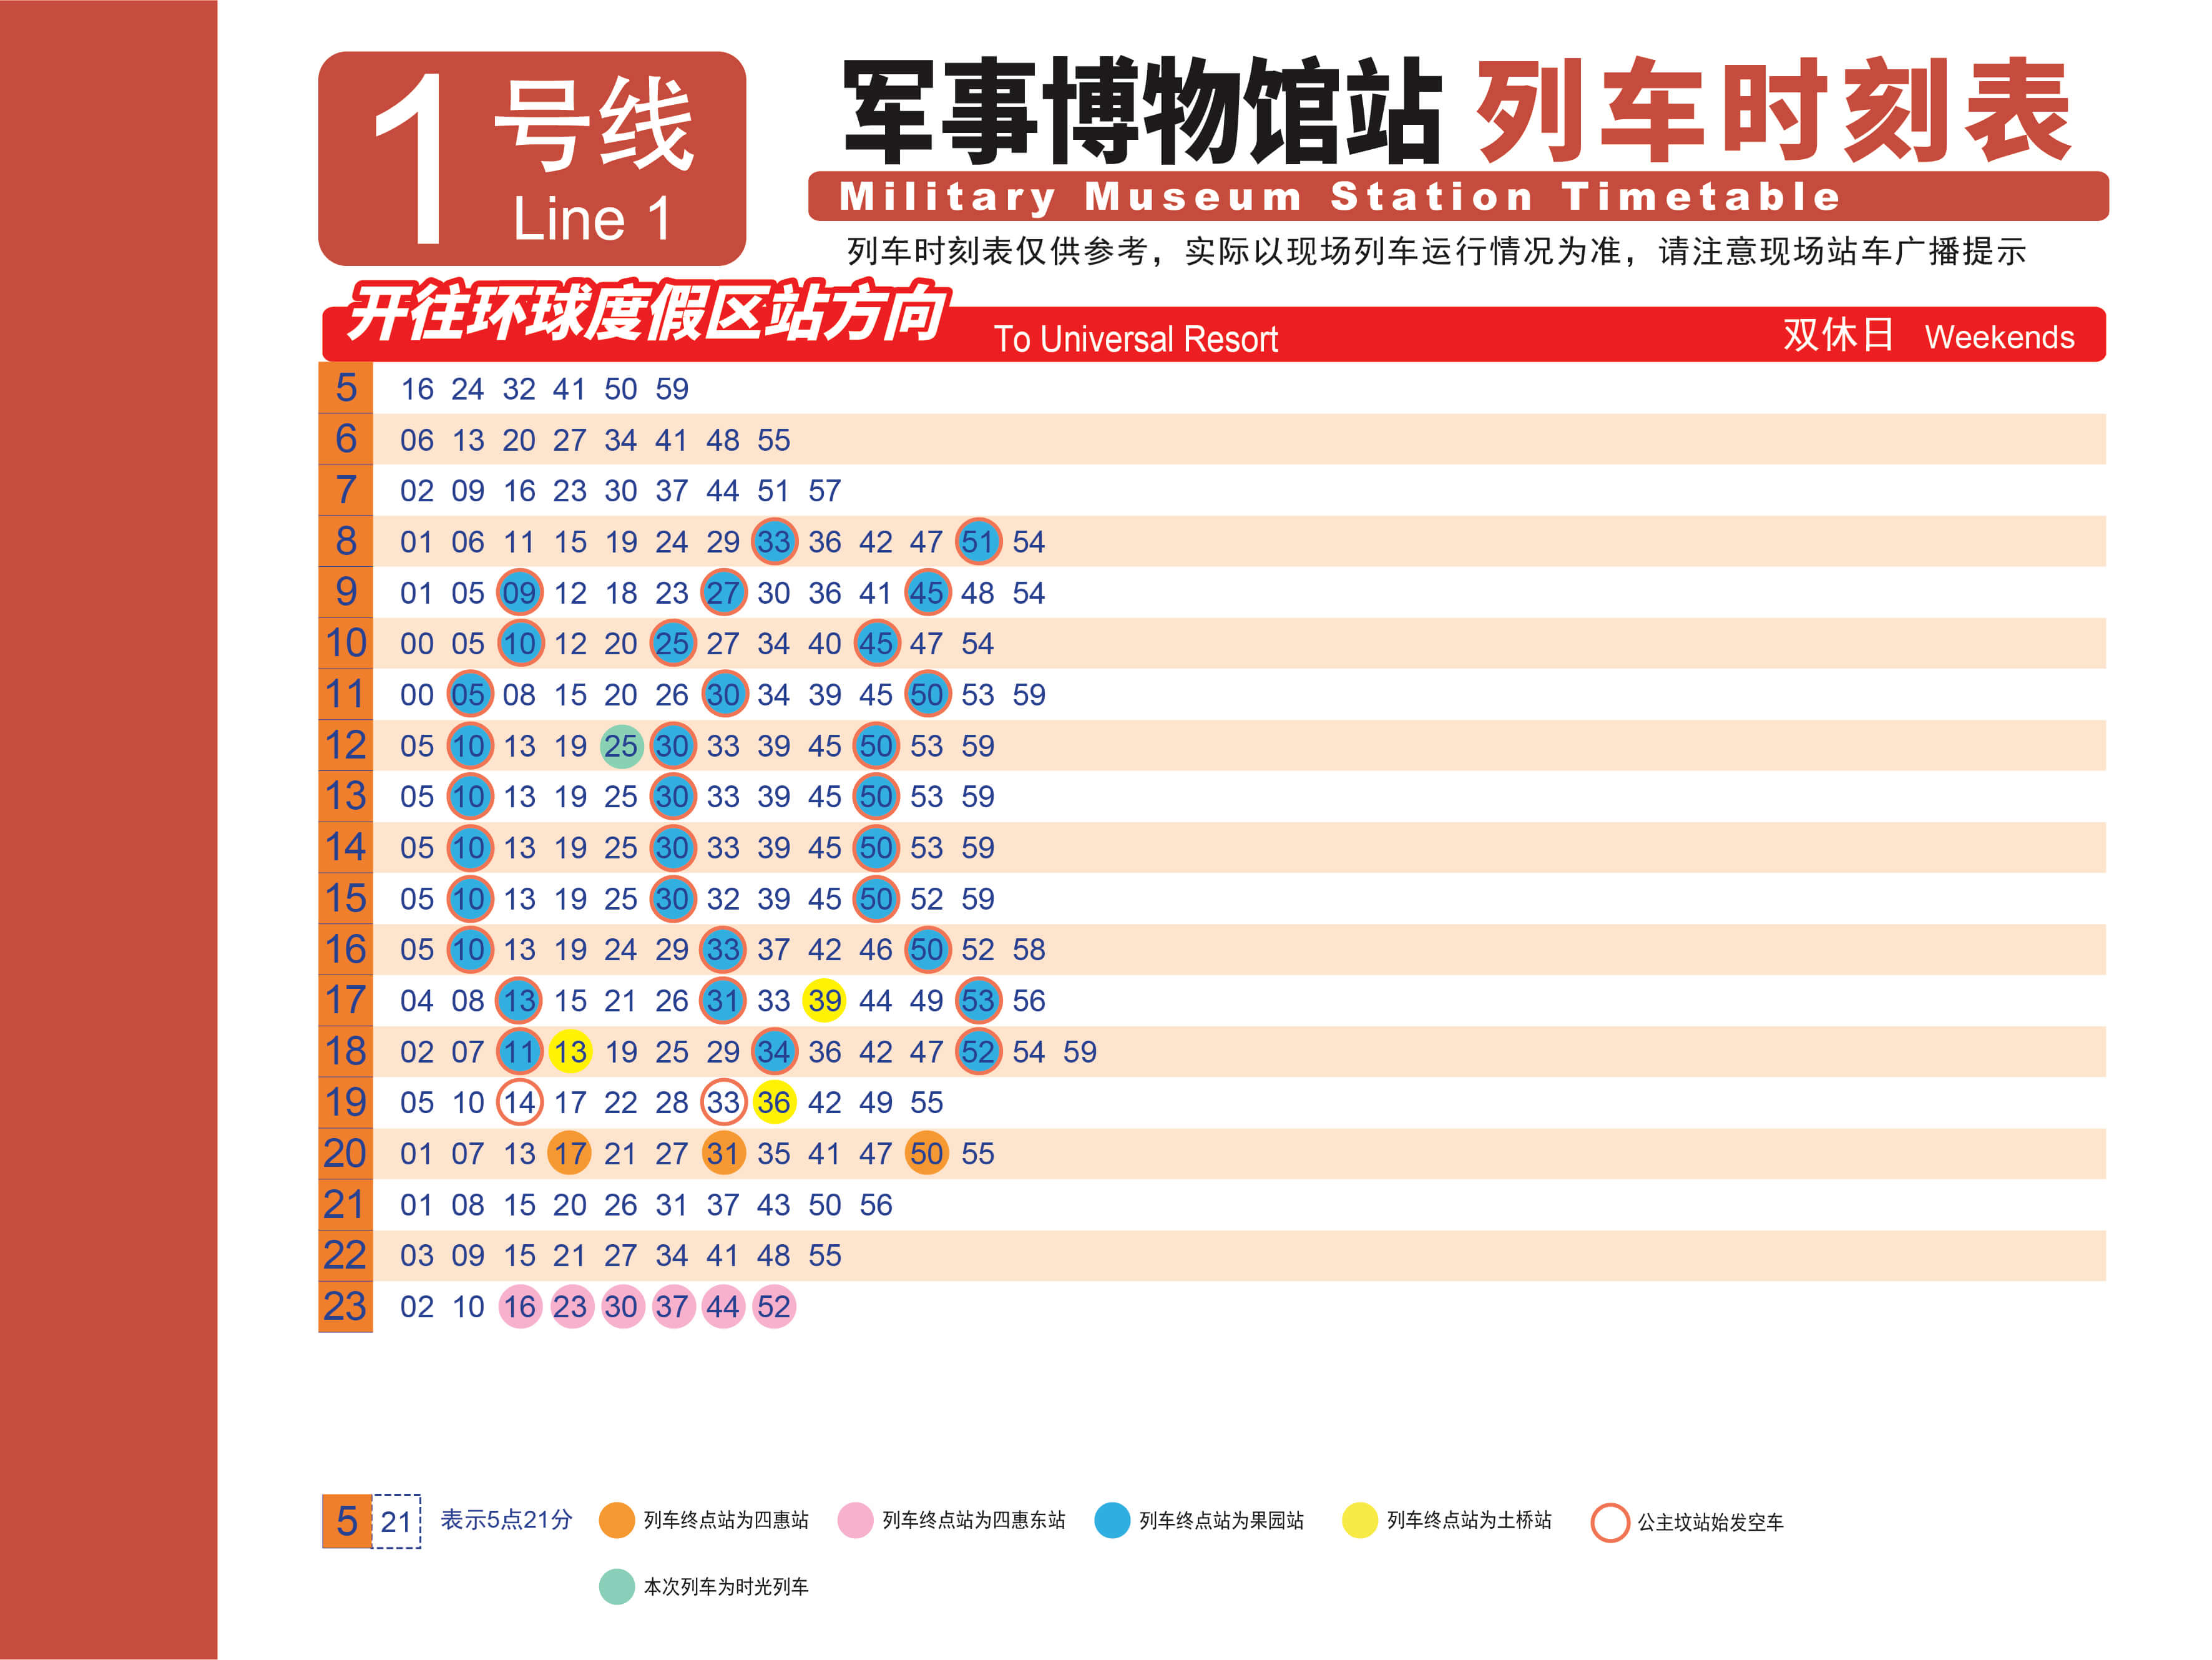 1 号线
Line 1
军事博物馆站 列车时刻表
Military Museum Station Timetable
列车时刻表仅供参考，实际以现场列车运行情况为准，请注意现场站车广播提示
开往环球度假区站方向 To Universal Resort 双休日 Weekends
5 16 24 32 41 50 59
6 06 13 20 27 34 41 48 55
7 02 09 16 23 30 37 44 51 57
8 01 06 11 15 19 24 29 33 36 42 47 51 54
9 01 05 09 12 18 23 27 30 36 41 45 48 54
10 00 05 10 12 20 25 27 34 40 45 47 54
11 00 05 08 15 20 26 30 34 39 45 50 53 59
12 05 10 13 19 25 30 33 39 45 50 53 59
13 05 10 13 19 25 30 33 39 45 50 53 59
14 05 10 13 19 25 30 33 39 45 50 53 59
15 05 10 13 19 25 30 32 39 45 50 52 59
16 05 10 13 19 24 29 33 37 42 46 50 52 58
17 04 08 13 15 21 26 31 33 39 44 49 53 56
18 02 07 11 13 19 25 29 34 36 42 47 52 54 59
19 05 10 14 17 22 28 33 36 42 49 55
20 01 07 13 17 21 27 31 35 41 47 50 55
21 01 08 15 20 26 31 37 43 50 56
22 03 09 15 21 27 34 41 48 55
23 02 10 16 23 30 37 44 52
5 21 表示5点21分 列车终点站为四惠站 列车终点站为四惠东站 列车终点站为果园站 列车终点站为土桥站 公主坟站始发空车
本次列车为时光列车